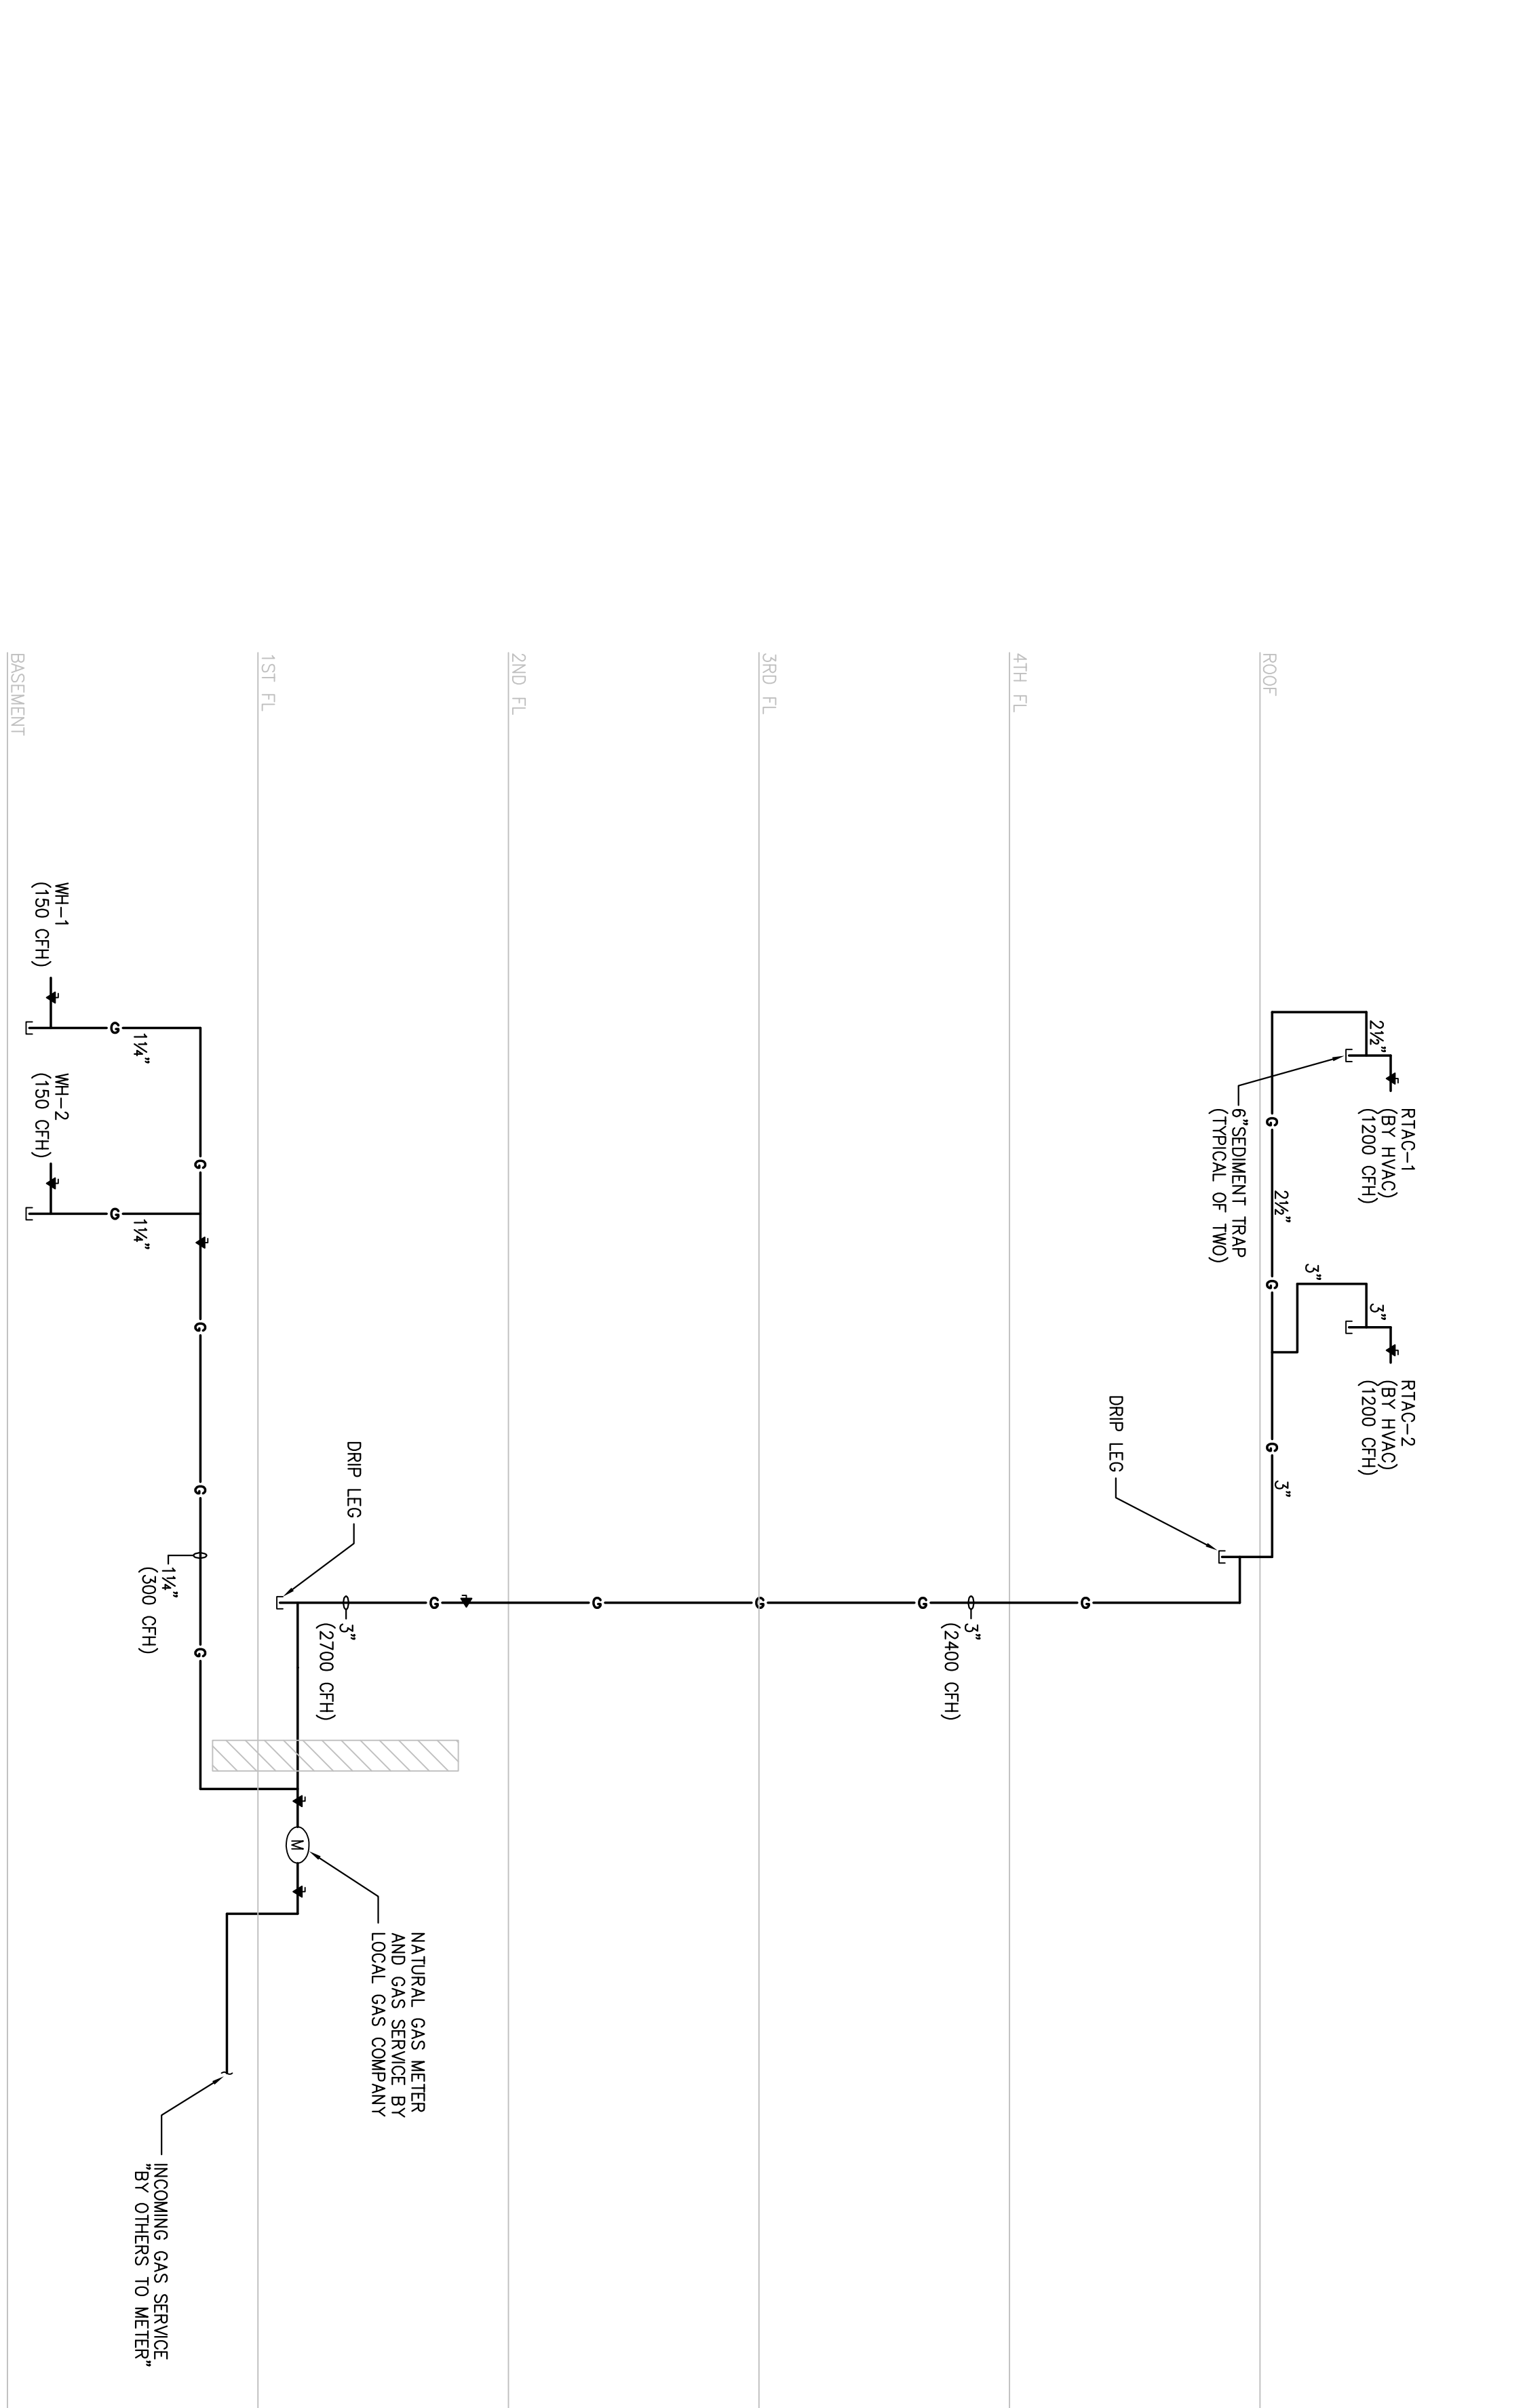 RTAC-1
(BY HVAC)
(1200 CFH)
RTAC-2
(BY HVAC)
(1200 CFH)
2½"
3"
3"
ROOF
G
2½"
G
G
3"
6"SEDIMENT TRAP
(TYPICAL OF TWO)
DRIP LEG
G
4TH FL
3"
(2400 CFH)
G
3RD FL
G
G
2ND FL
G
NATURAL GAS METER
AND GAS SERVICE BY
LOCAL GAS COMPANY
DRIP LEG
3"
(2700 CFH)
M
1ST FL
G
G
G
G
1¼"
(300 CFH)
INCOMING GAS SERVICE
"BY OTHERS TO METER"
1¼"
1¼"
G
G
WH-1
(150 CFH)
WH-2
(150 CFH)
BASEMENT